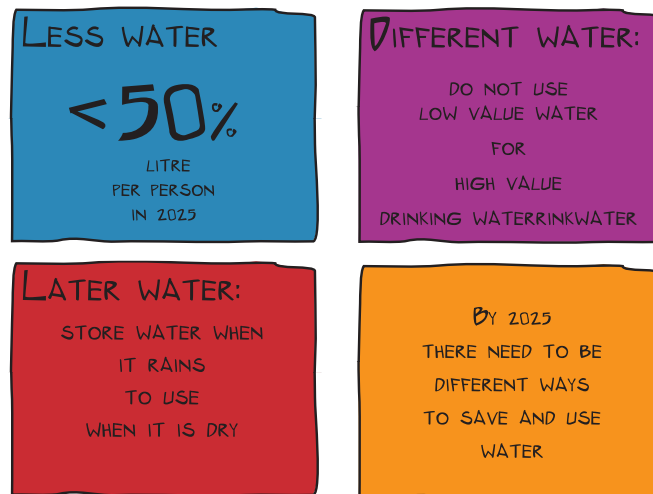 Less water
<50%
litre
per person
in 2025
Different water:
do not use
low value water
for
high value
drinking waterrinkwater
Later water:
store water when
it rains
to use
when it is dry
By 2025
there need to be
different ways
to save and use
water